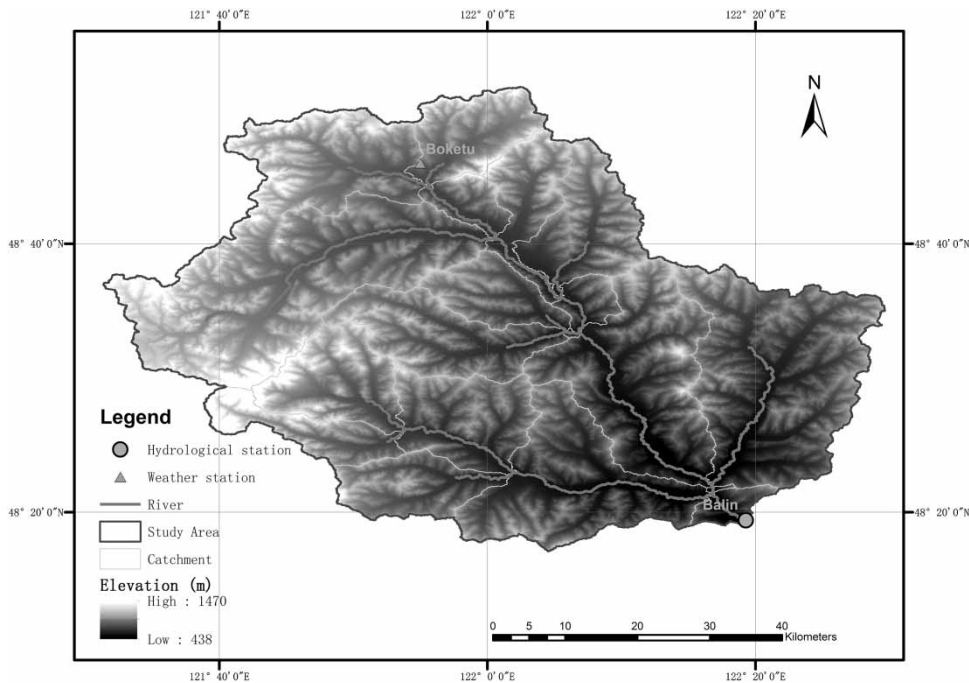 121° 40′0″E
122° 0′0″E
122° 20′0″E
N
Boketu
48° 40′0″N
48° 40′0″N
Legend
Hydrological station
Weather station
River
Study Area
Catchment
Elevation (m)
High : 1470
Low : 438
Balin
48° 20′0″N
48° 20′0″N
0 5 10 20 30 40
Kilometers
121° 40′0″E
122° 0′0″E
122° 20′0″E